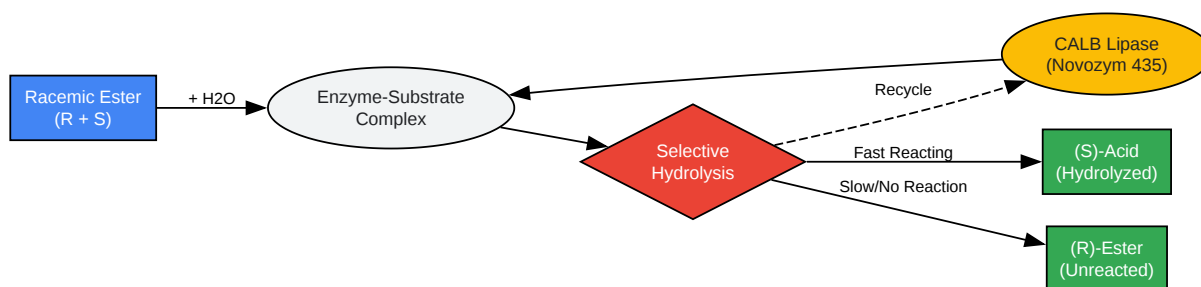 Racemic Ester
(R + S)
+ H2O
Enzyme-Substrate
Complex
Selective
Hydrolysis
Recycle
CALB Lipase
(Novozym 435)
Fast Reacting
(S)-Acid
(Hydrolyzed)
Slow/No Reaction
(R)-Ester
(Unreacted)